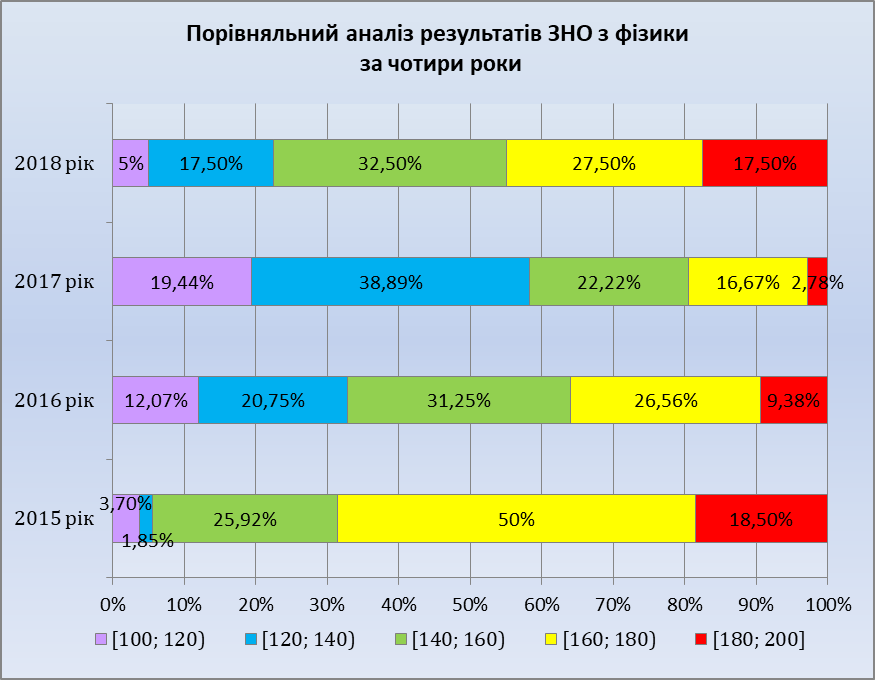 Порівняльний аналіз результатів ЗНО з фізики
за чотири роки
2018 рік 5% 17,50% 32,50% 27,50% 17,50%
2017 рік 19,44% 38,89% 22,22% 16,67% 2,78%
2016 рік 12,07% 20,75% 31,25% 26,56% 9,38%
2015 рік 3,70% 1,85% 25,92% 50% 18,50%
0% 10% 20% 30% 40% 50% 60% 70% 80% 90% 100%
[100; 120) [120; 140) [140; 160) [160; 180) [180; 200]